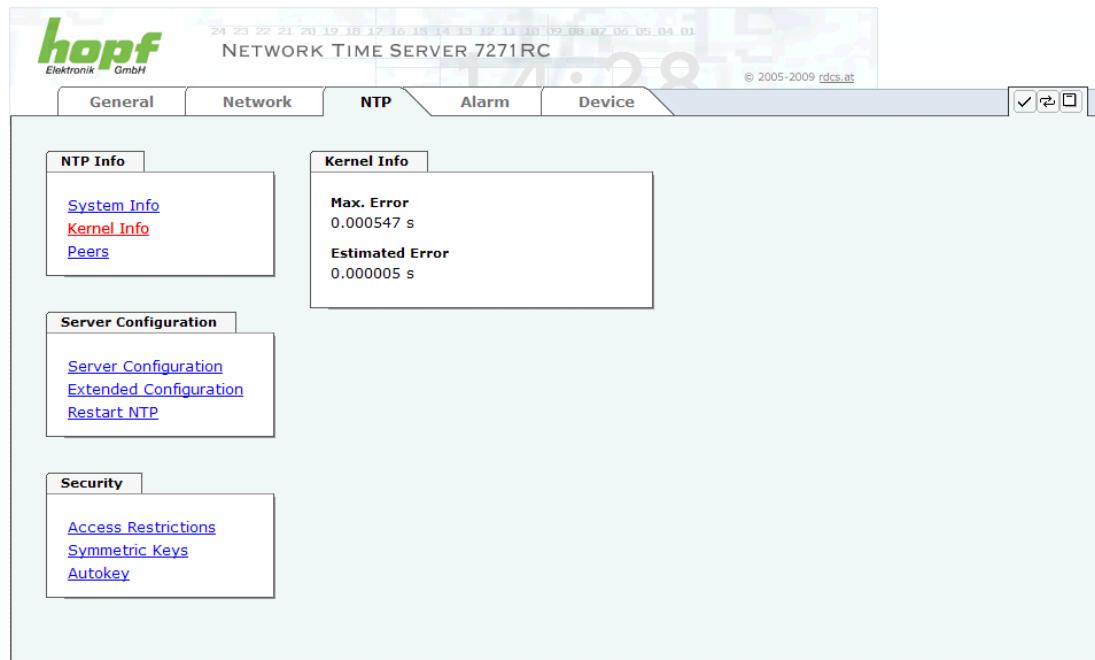 hopf
Elektronik GmbH
24 23 22 21 20 19 18 17 16 15 14 13 12 11 10 09 08 07 06 05 04 01
NETWORK TIME SERVER 7271RC
14:28
© 2005-2009 rdcs.at
General Network NTP Alarm Device
NTP Info
System Info
Kernel Info
Peers
Kernel Info
Max. Error
0.000547 s
Estimated Error
0.000005 s
Server Configuration
Server Configuration
Extended Configuration
Restart NTP
Security
Access Restrictions
Symmetric Keys
Autokey